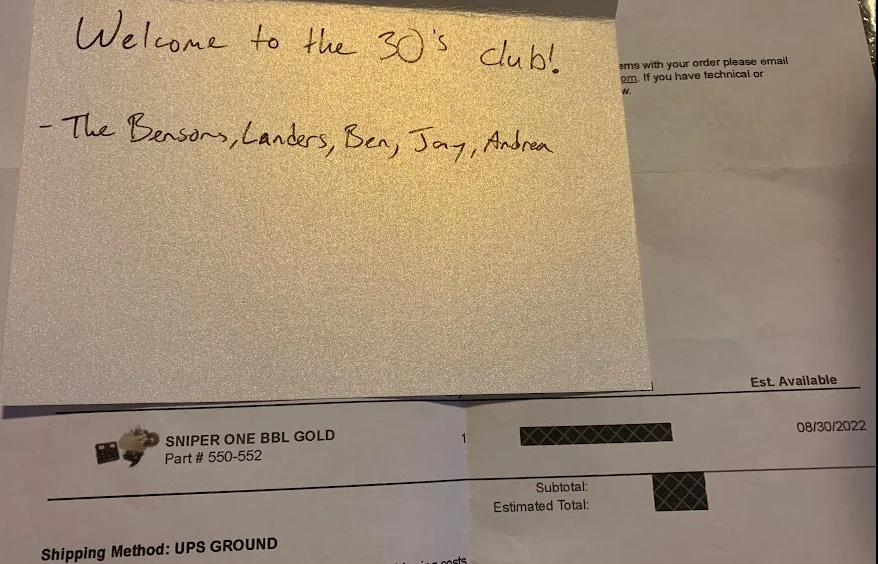 Welcome to the 30's club!
- The Bensons, Landers, Ben, Jay, Andrea
ems with your order please email
om. If you have technical or
w.
Est. Available
SNIPER ONE BBL GOLD 1 08/30/2022
Part # 550-552
Subtotal:
Estimated Total:
Shipping Method: UPS GROUND
costs